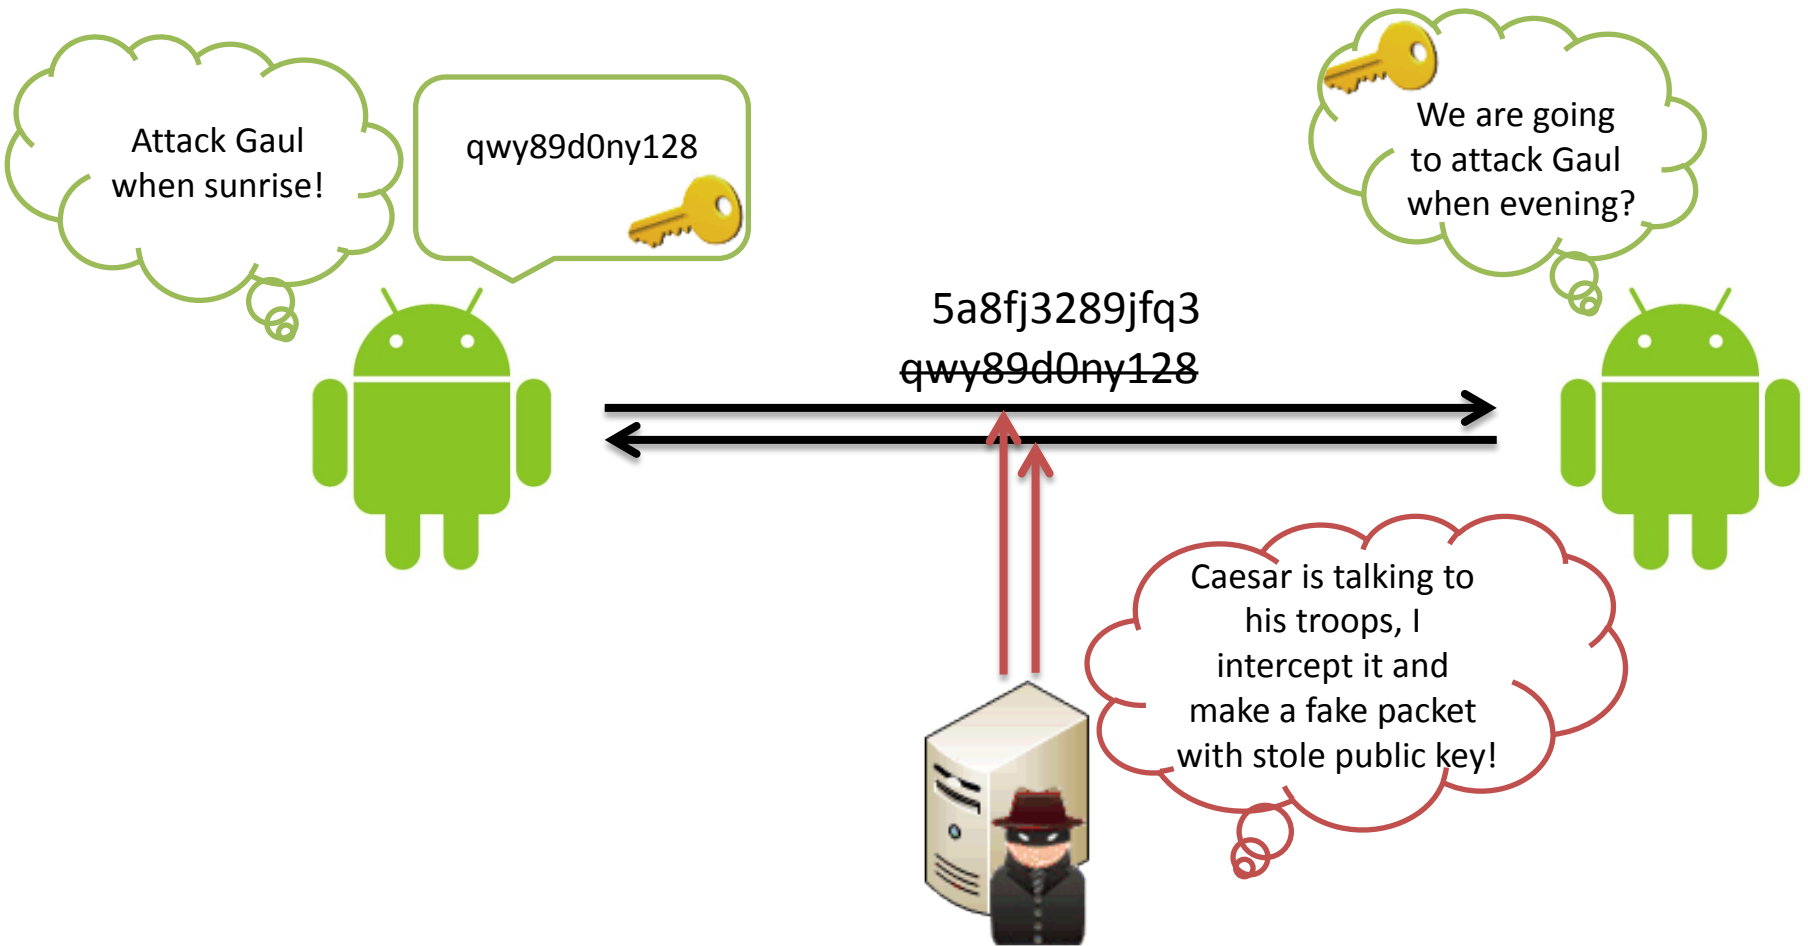 Attack Gaul
when sunrise!
qwy89d0ny128
We are going
to attack Gaul
when evening?
5a8fj3289jfq3
qwy89d0ny128
Caesar is talking to
his troops, I
intercept it and
make a fake packet
with stole public key!